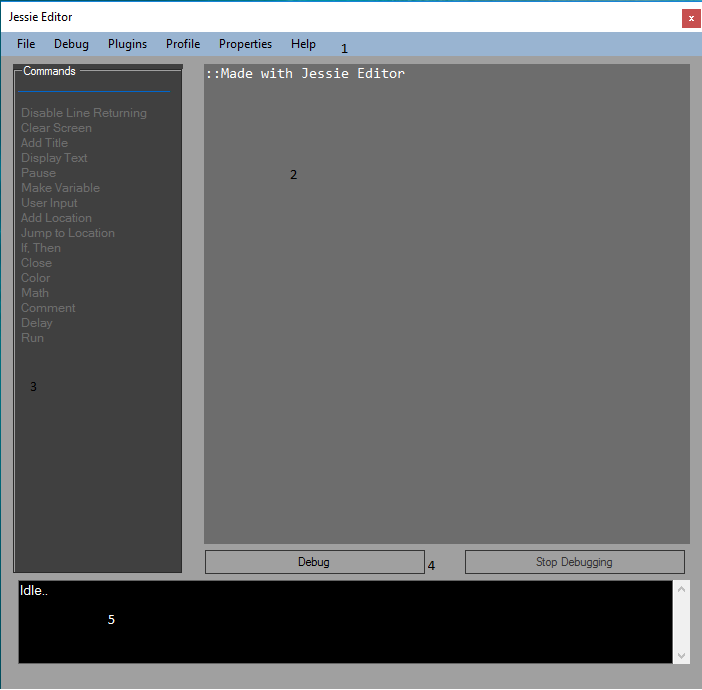 Jessie Editor
x
File Debug Plugins Profile Properties Help 1
Commands
::Made with Jessie Editor
Disable Line Returning
Clear Screen
Add Title
Display Text
Pause
2
Make Variable
User Input
Add Location
Jump to Location
If, Then
Close
Color
Math
Comment
Delay
Run
3
Debug 4 Stop Debugging
Idle..
5